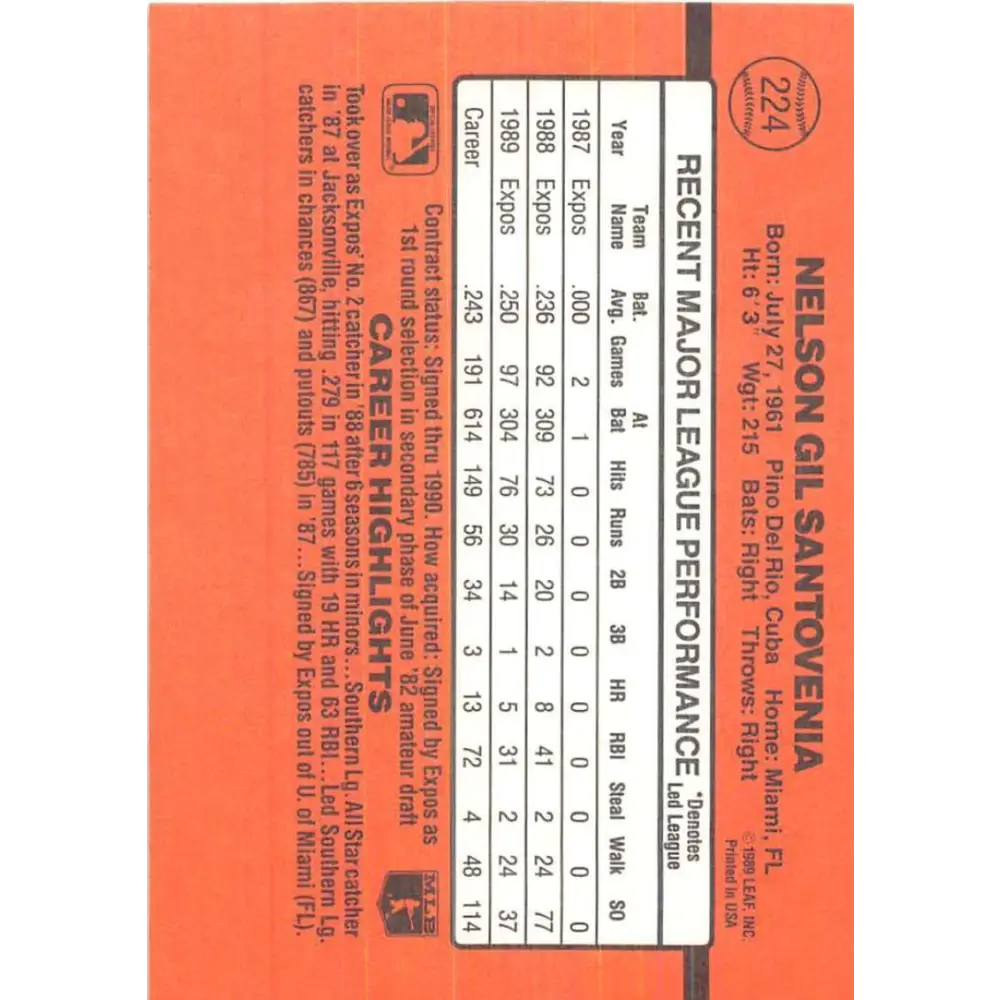 224
NELSON GIL SANTOVENIA
Born: July 27, 1961 Pino Del Rio, Cuba Home: Miami, FL
Ht: 6'3" Wgt: 215 Bats: Right Throws: Right
© 1989 LEAF, INC.
Printed in USA
RECENT MAJOR LEAGUE PERFORMANCE *Denotes Led League
Year Team Name Bat. Avg. Games At Bat Hits Runs 2B 3B HR RBI Steal Walk SO
1987 Expos .000 2 1 0 0 0 0 0 0 0 0 0
1988 Expos .236 92 309 73 26 20 2 8 41 2 24 77
1989 Expos .250 97 304 76 30 14 1 5 31 2 24 37
Career .243 191 614 149 56 34 3 13 72 4 48 114
Contract status: Signed thru 1990. How acquired: Signed by Expos as
1st round selection in secondary phase of June '82 amateur draft
MLB
CAREER HIGHLIGHTS
Took over as Expos' No. 2 catcher in '88 after 6 seasons in minors...Southern Lg. All Star catcher
in '87 at Jacksonville, hitting .279 in 117 games with 19 HR and 63 RBI...Led Southern Lg.
catchers in chances (867) and putouts (785) in '87...Signed by Expos out of U. of Miami (FL).